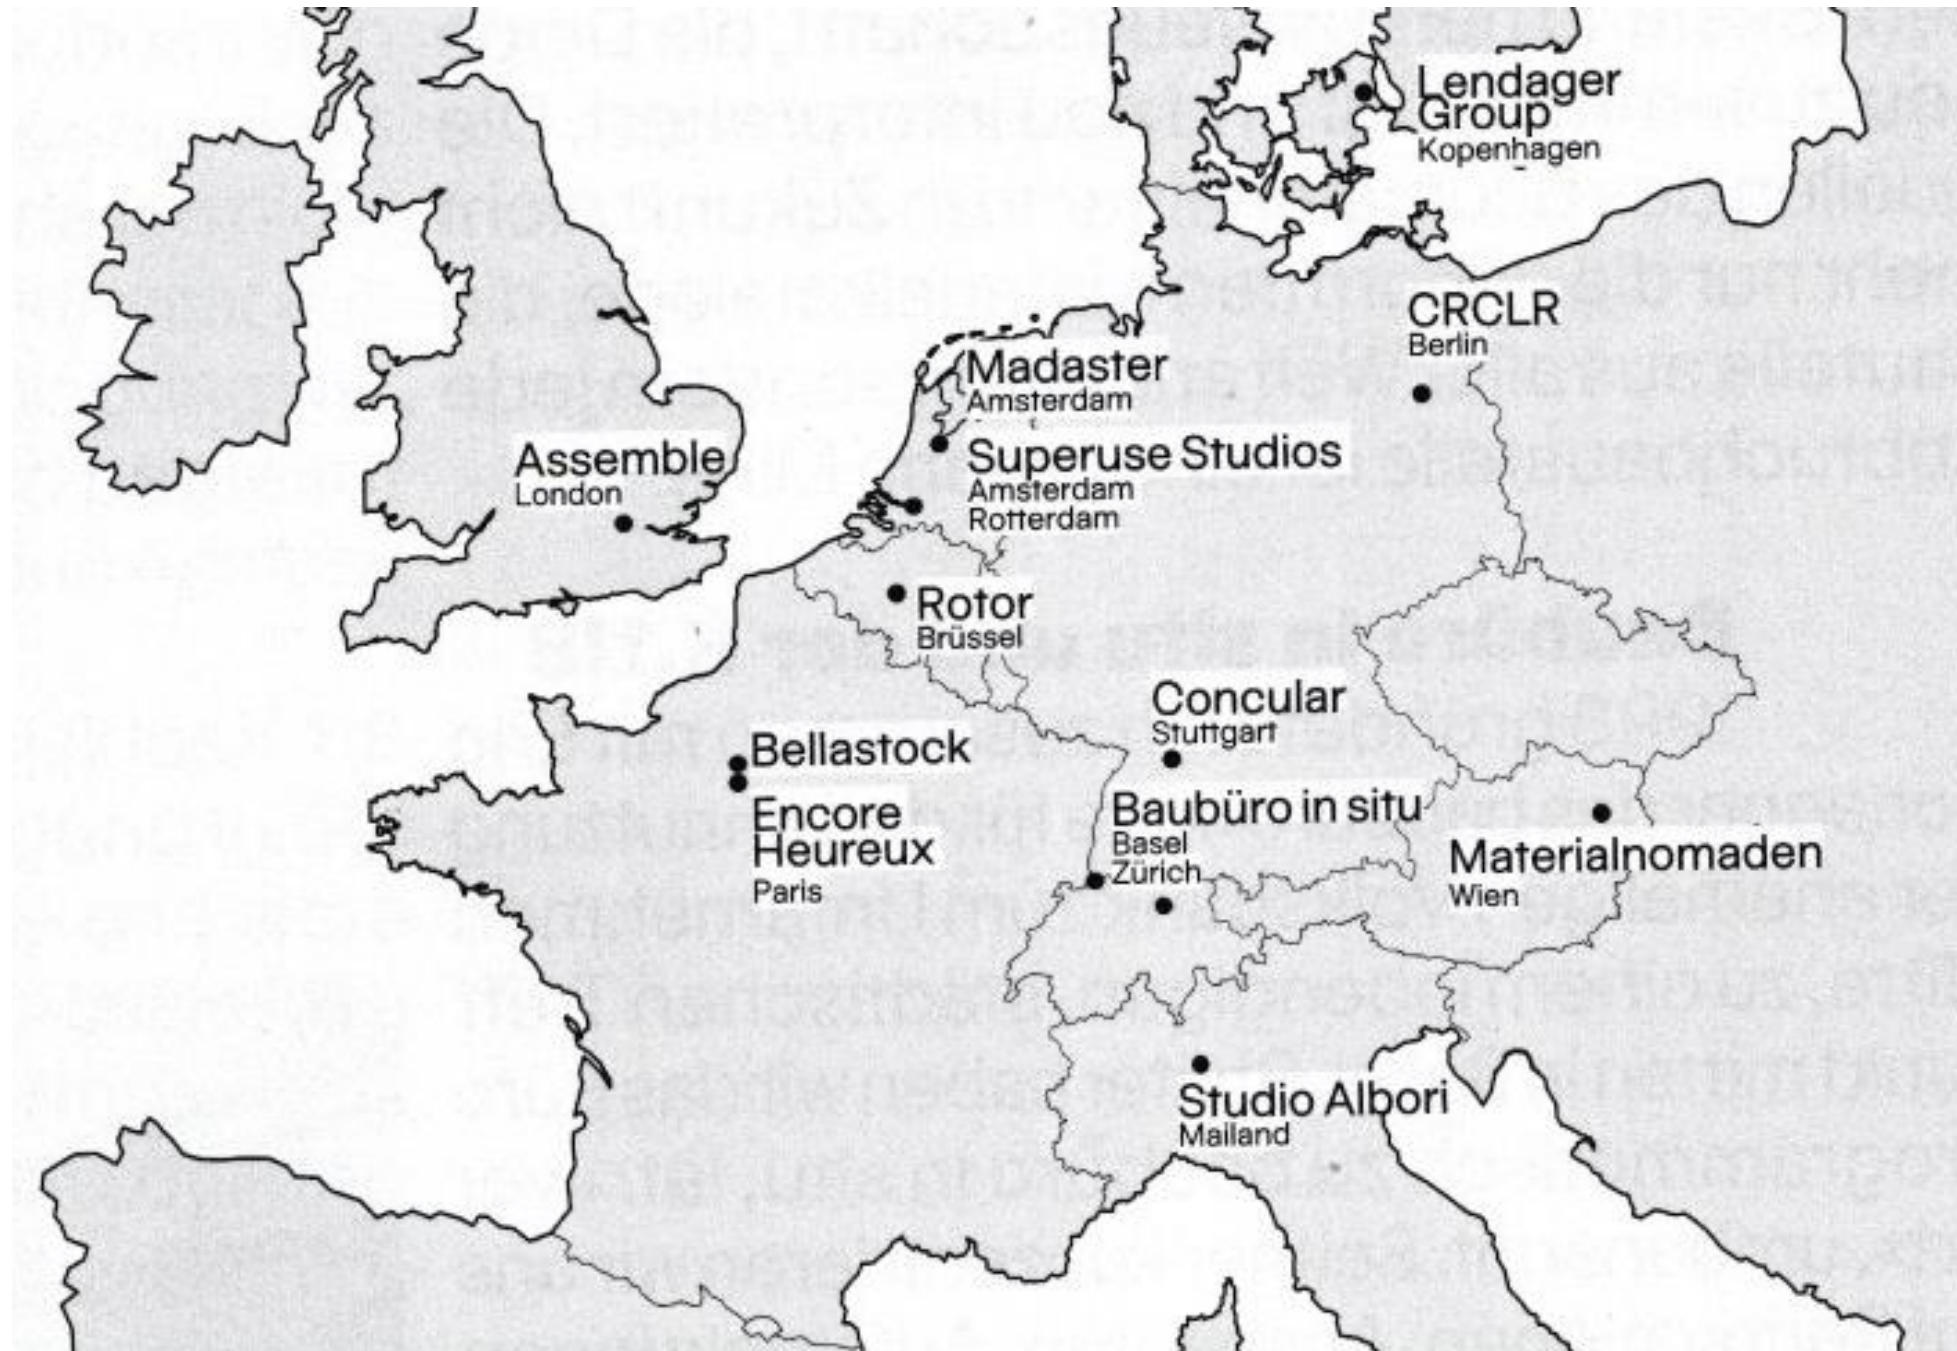 Lendager
Group
Kopenhagen
CRCLR
Berlin
Madaster
Amsterdam
Superuse Studios
Amsterdam
Rotterdam
Assemble
London
Rotor
Brüssel
Concular
Stuttgart
Bellastock
Encore
Heureux
Paris
Baubüro in situ
Basel
Zürich
Materialnomaden
Wien
Studio Albori
Mailand